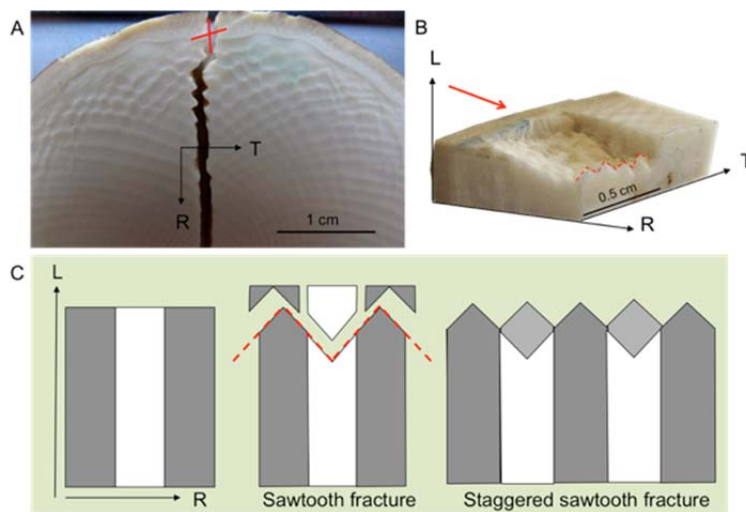 A
T
R
1 cm
B
L
0.5 cm
T
R
C
L
R
Sawtooth fracture
Staggered sawtooth fracture